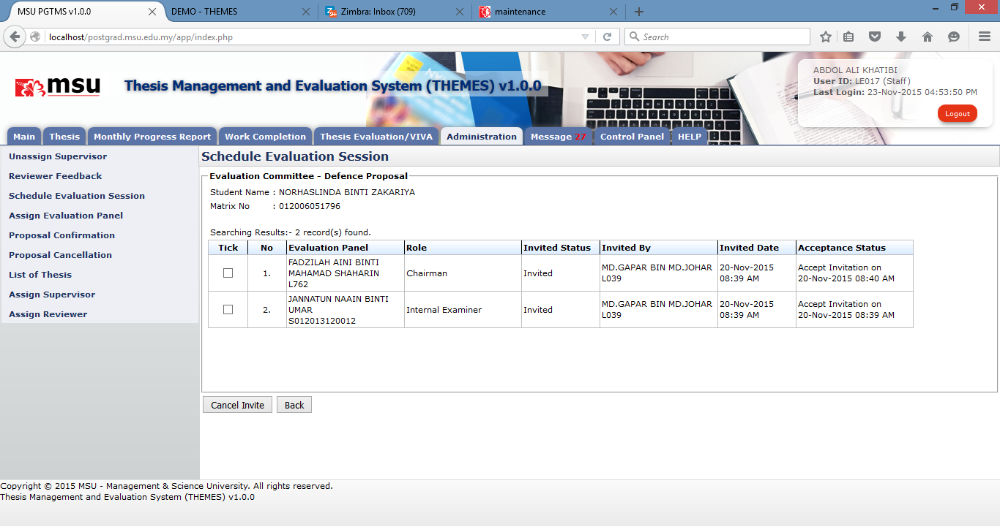 MSU PGTMS v1.0.0
DEMO - THEMES
Zimbra: Inbox (709)
maintenance
localhost/postgrad.msu.edu.my/app/index.php
Search
msu
Thesis Management and Evaluation System (THEMES) v1.0.0
ABDOL ALI KHATIBI
User ID: LE017 (Staff)
Last Login: 23-Nov-2015 04:53:50 PM
Logout
Main
Thesis
Monthly Progress Report
Work Completion
Thesis Evaluation/VIVA
Administration
Message 27
Control Panel
HELP
Unassign Supervisor
Reviewer Feedback
Schedule Evaluation Session
Assign Evaluation Panel
Proposal Confirmation
Proposal Cancellation
List of Thesis
Assign Supervisor
Assign Reviewer
Schedule Evaluation Session
Evaluation Committee - Defence Proposal
Student Name : NORHASLINDA BINTI ZAKARIYA
Matrix No : 012006051796
Searching Results:- 2 record(s) found.
Tick No Evaluation Panel Role Invited Status Invited By Invited Date Acceptance Status
1.
FADZILAH AINI BINTI
MAHAMAD SHAHARIN
L762
Chairman
Invited
MD.GAPAR BIN MD.JOHAR
L039
20-Nov-2015
08:39 AM
Accept Invitation on
20-Nov-2015 08:40 AM
2.
JANNATUN NAAIN BINTI
UMAR
S012013120012
Internal Examiner
Invited
MD.GAPAR BIN MD.JOHAR
L039
20-Nov-2015
08:39 AM
Accept Invitation on
20-Nov-2015 08:39 AM
Cancel Invite
Back
Copyright © 2015 MSU - Management & Science University. All rights reserved.
Thesis Management and Evaluation System (THEMES) v1.0.0